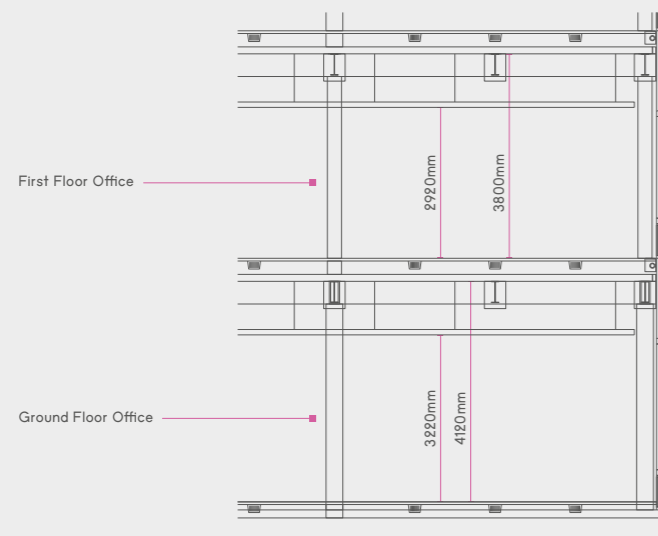 2920mm
3800mm
First Floor Office
3220mm
4120mm
Ground Floor Office